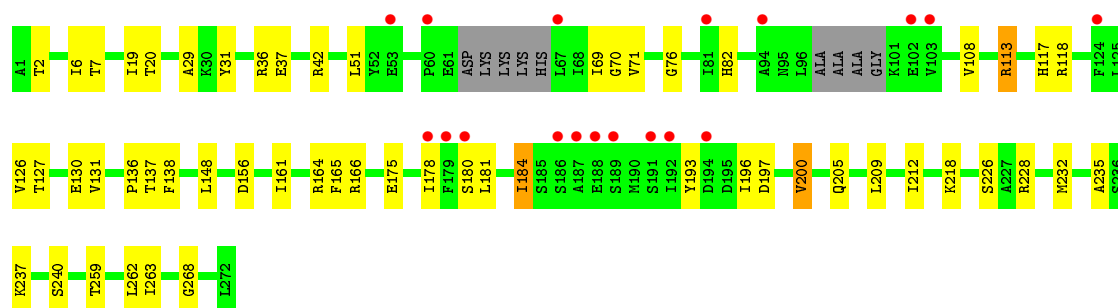 A1 T2 I6 T7 I19 T20 A29 K30 Y31 R36 E37 R42 L51 Y52 E53 P60 E61 ASP LYS LYS LYS HIS L67 I68 I69 G70 V71 G76 I81 H82 A94 N95 L96 ALA ALA ALA GLY K101 E102 V103 V108 R113 H117 R118 F124 L125
V126 T127 E130 V131 P136 T137 F138 L148 D156 I161 R164 F165 R166 E175 I178 F179 S180 L181 I184 S185 S186 A187 E188 S189 M190 S191 I192 Y193 D194 D195 I196 D197 V200 Q205 L209 I212 K218 S226 A227 R228 M232 A235 S236
K237 S240 T259 L262 I263 G268 L272